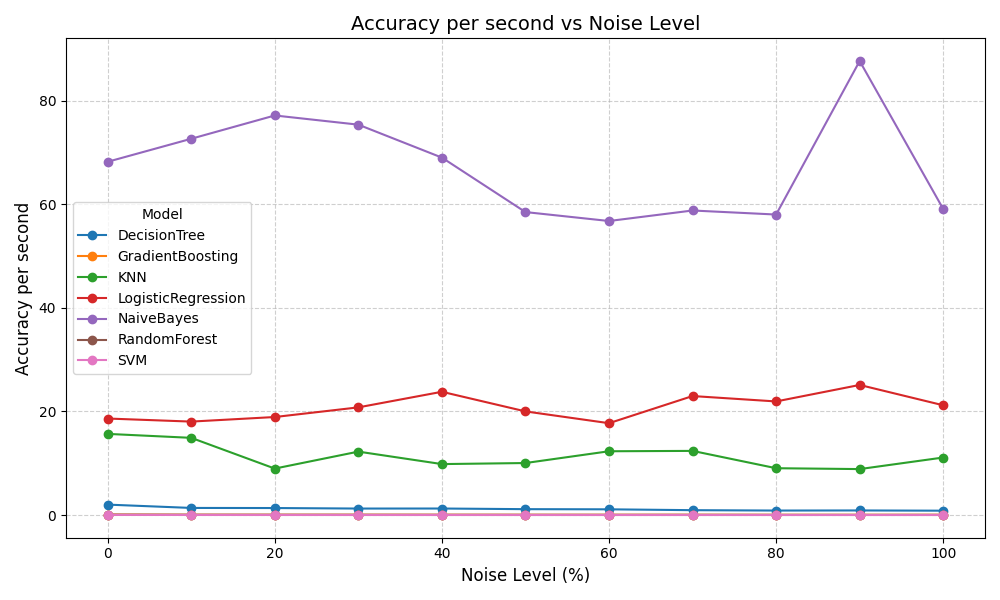 Accuracy per second vs Noise Level
Accuracy per second
80
60
40
20
0
Model
DecisionTree
GradientBoosting
KNN
LogisticRegression
NaiveBayes
RandomForest
SVM
0 20 40 60 80 100
Noise Level (%)